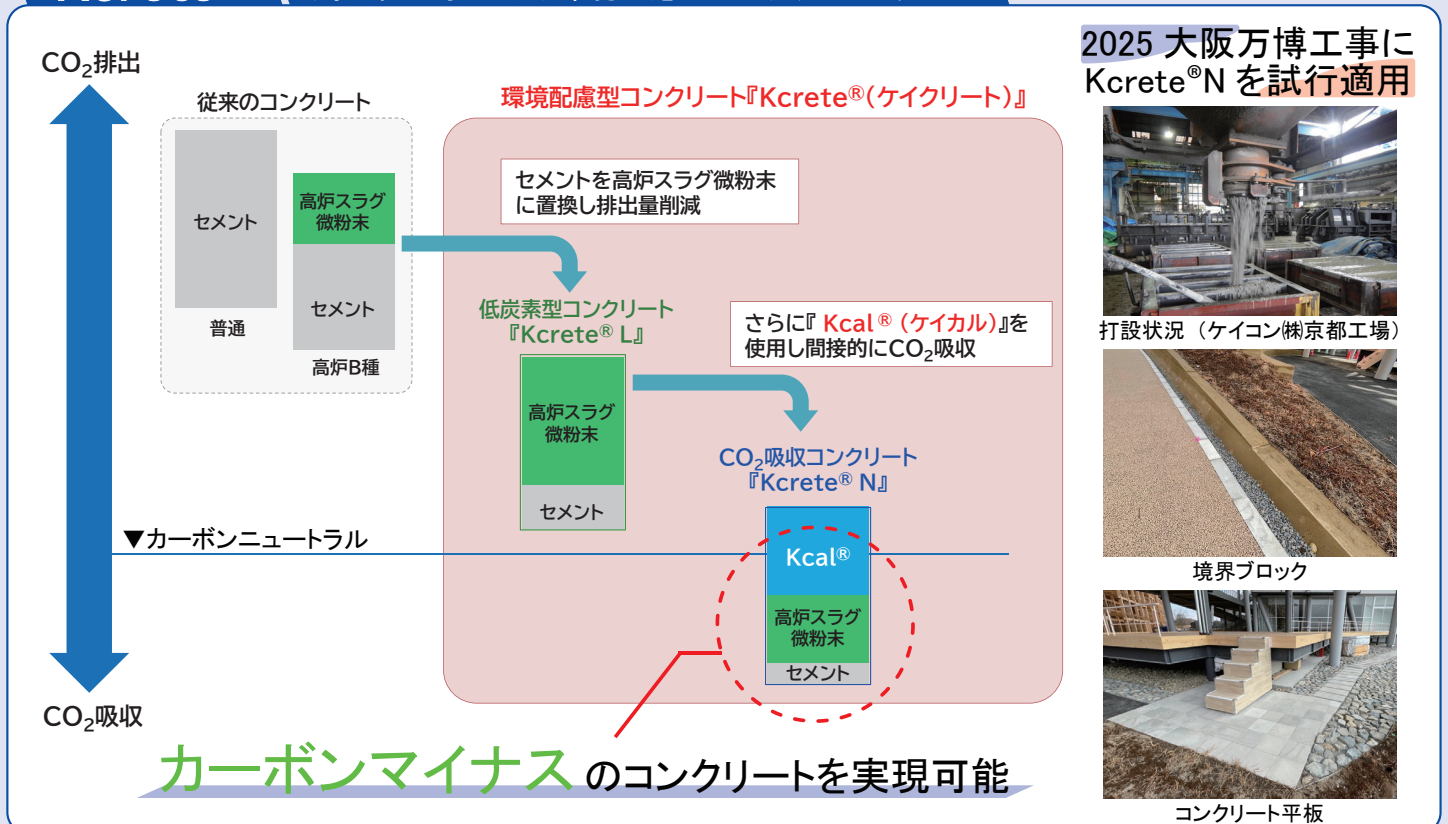 CO₂排出
従来のコンクリート
セメント
普通
高炉スラグ
微粉末
セメント
高炉B種
環境配慮型コンクリート『Kcrete®(ケイクリート)』
セメントを高炉スラグ微粉末
に置換し排出量削減
低炭素型コンクリート
『Kcrete® L』
高炉スラグ
微粉末
セメント
さらに『 Kcal® (ケイカル)』を
使用し間接的にCO₂吸収
CO₂吸収コンクリート
『Kcrete® N』
Kcal®
高炉スラグ
微粉末
セメント
▼カーボンニュートラル
CO₂吸収
カーボンマイナス のコンクリートを実現可能
2025 大阪万博工事に
Kcrete®N を試行適用
打設状況(ケイコン㈱京都工場)
境界ブロック
コンクリート平板